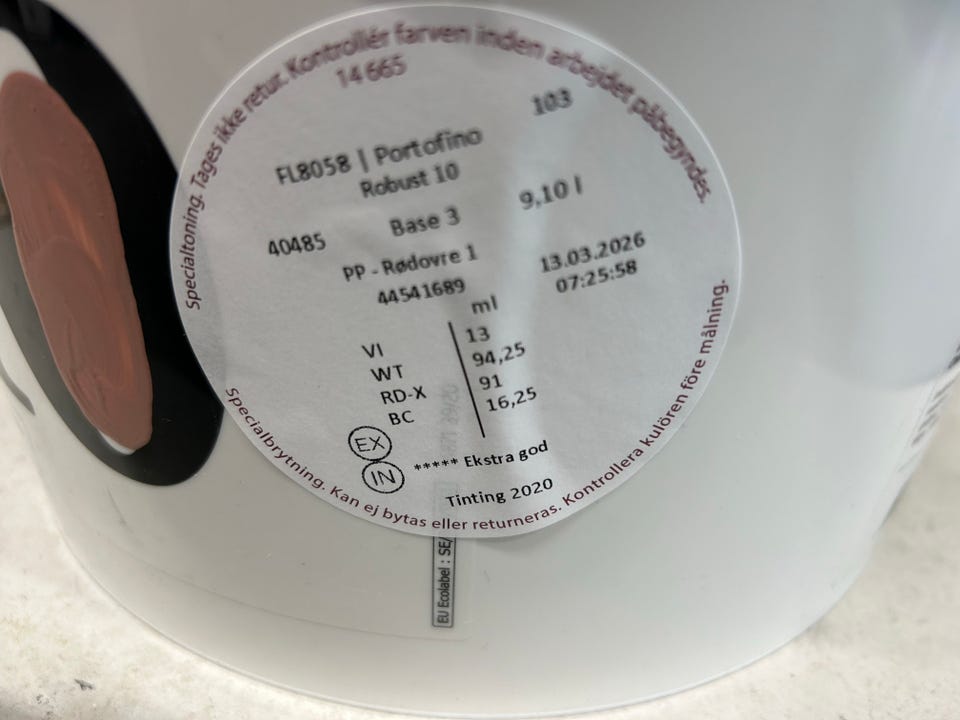 Specialtoning. Tages ikke retur. Kontrollér farven inden arbejdet påbegyndes.
14 665
103
FL8058 | Portofino
Robust 10
Base 3 9,10 l
40485
PP - Rødovre 1 13.03.2026
44541689 07:25:58
ml
VI 13
WT 94,25
RD-X 91
BC 16,25
EX
IN ***** Ekstra god
Tinting 2020
Specialbrytning. Kan ej bytas eller returneras. Kontrollera kulören före målning.
EU Ecolabel : SE/